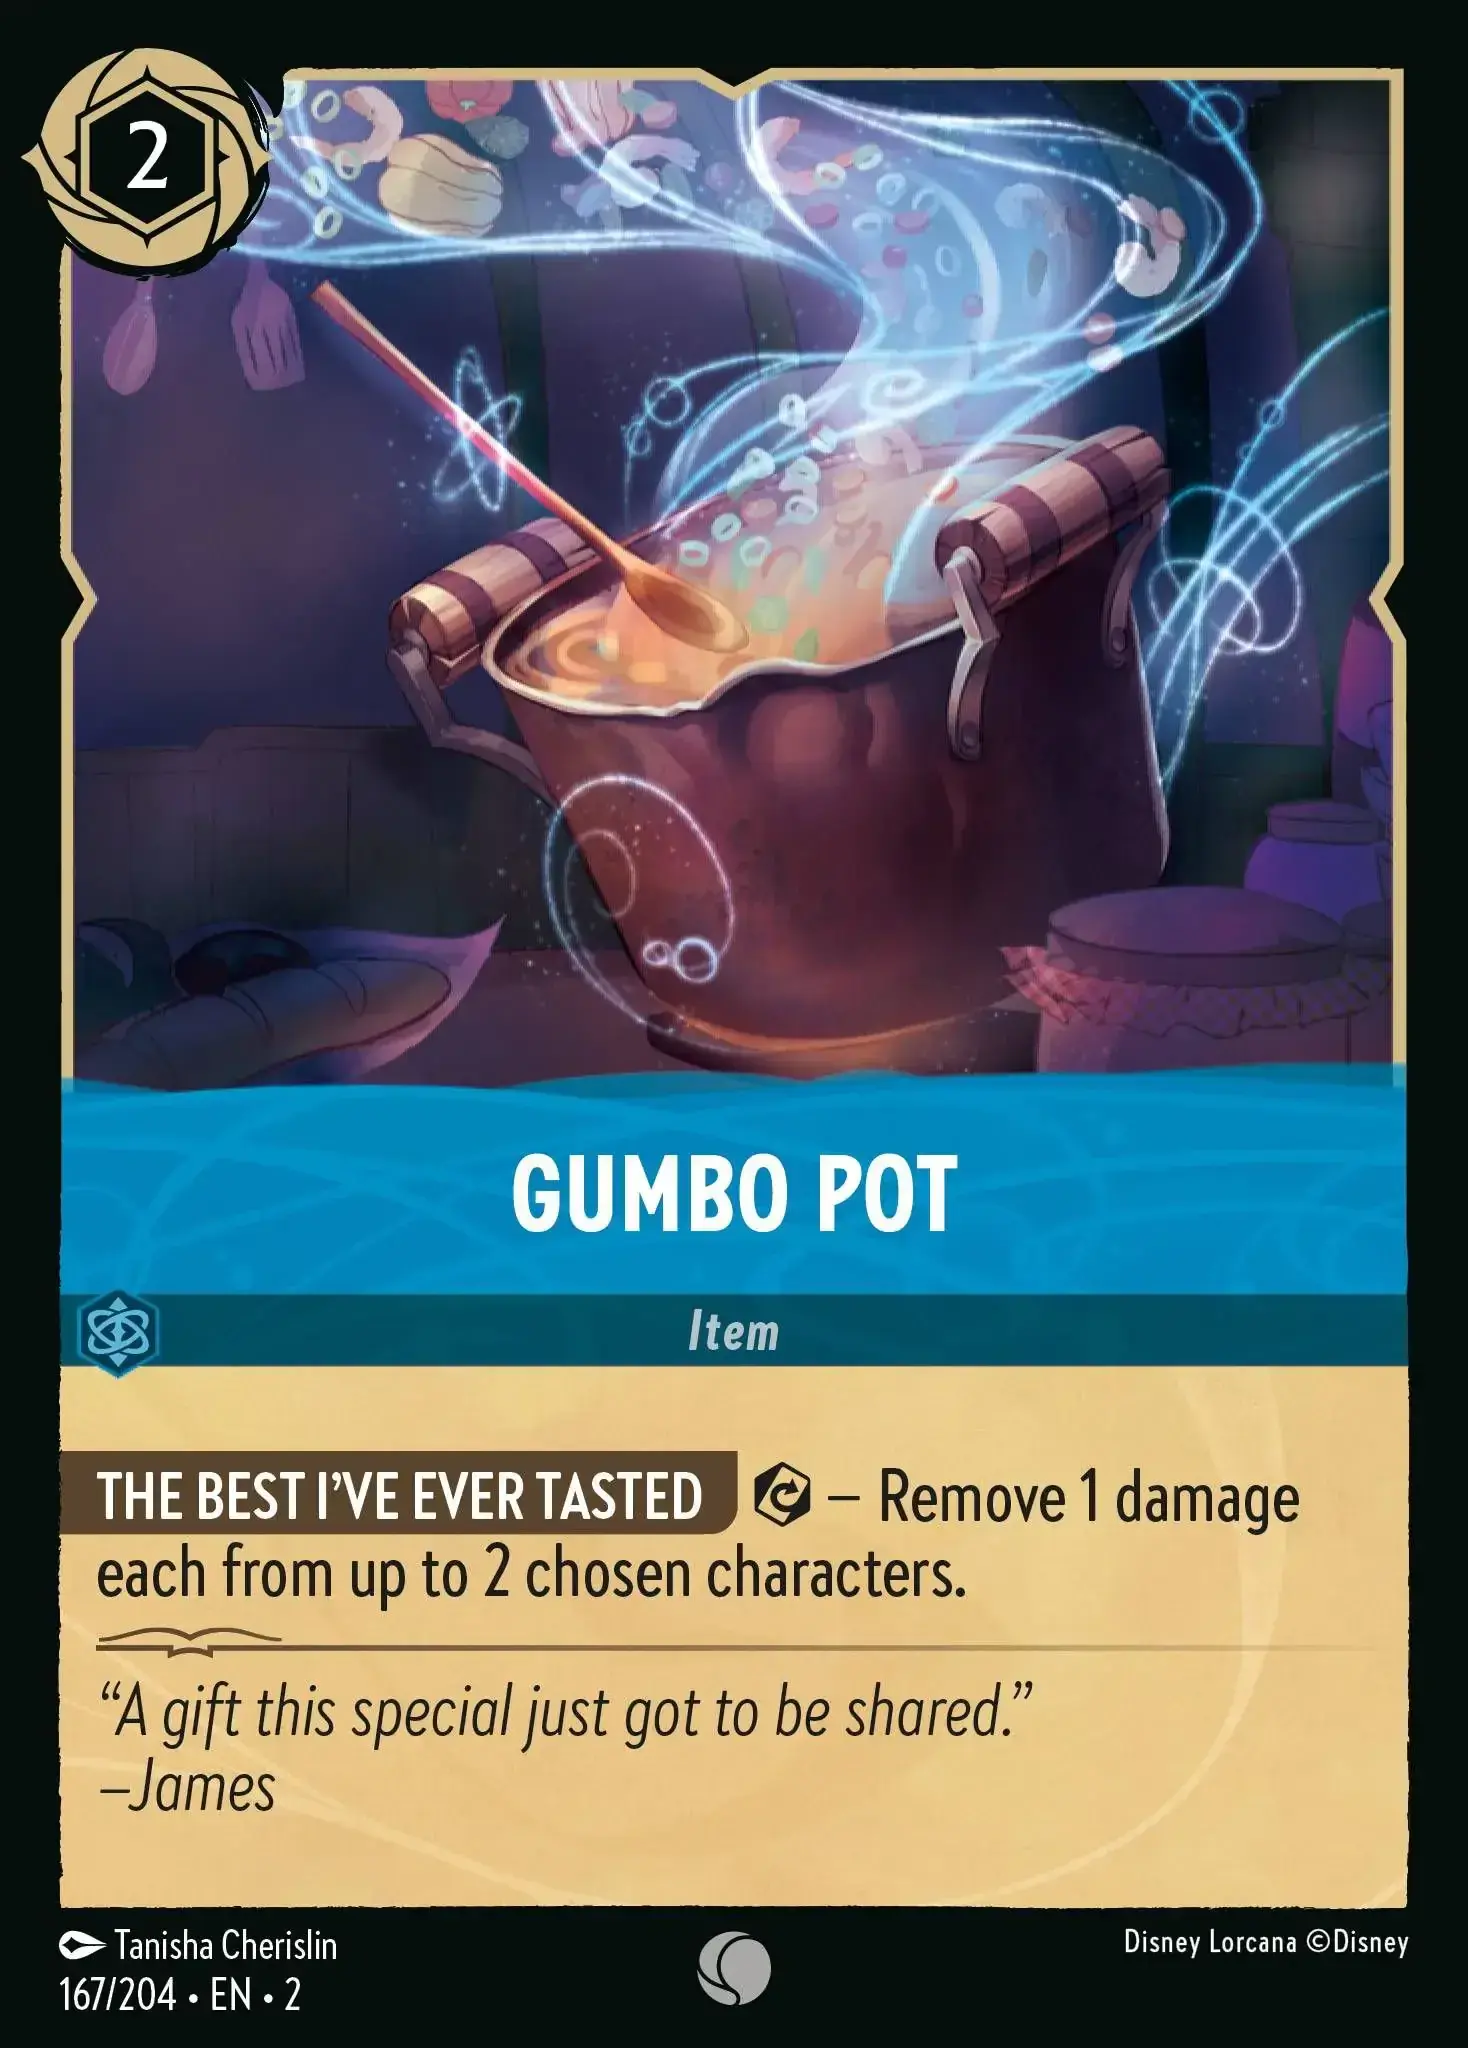 2
GUMBO POT
Item
THE BEST I'VE EVER TASTED – Remove 1 damage
each from up to 2 chosen characters.
“A gift this special just got to be shared.”
–James
Tanisha Cherislin
Disney Lorcana ©Disney
167/204 • EN • 2